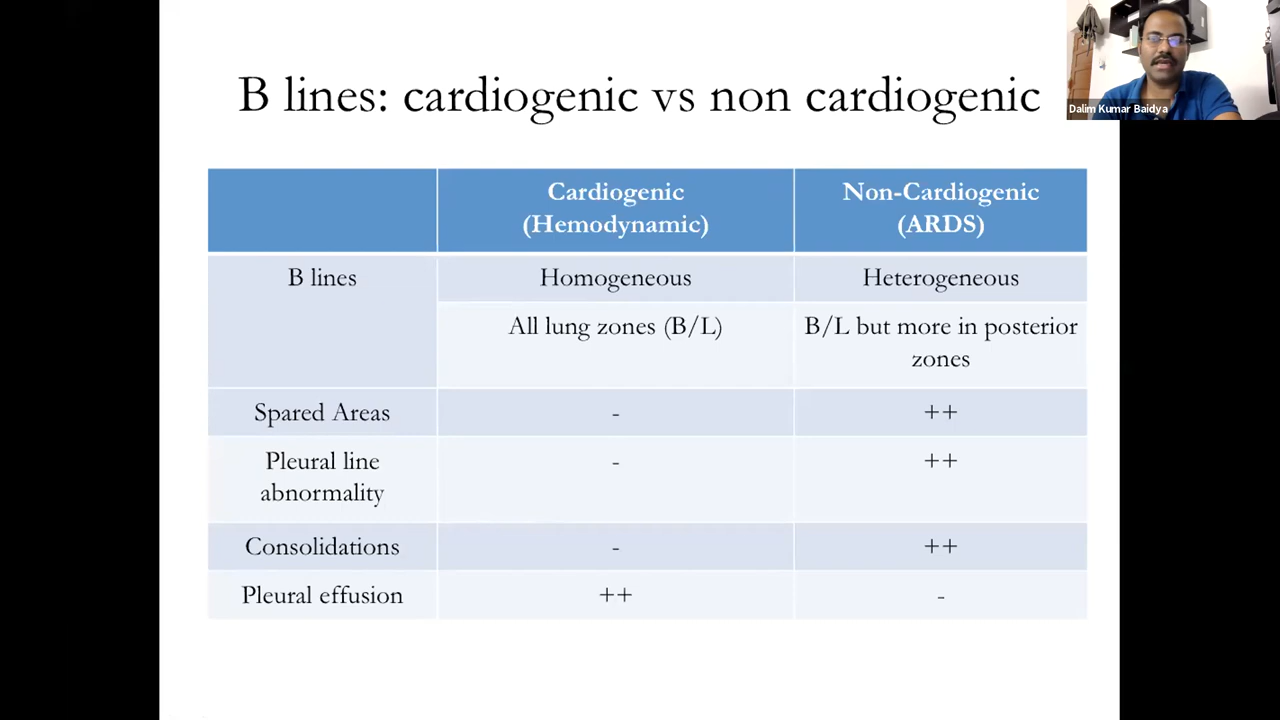 B lines: cardiogenic vs non cardiogenic
Dalim Kumar Baidya
Cardiogenic
(Hemodynamic)
Non-Cardiogenic
(ARDS)
B lines
Homogeneous
Heterogeneous
All lung zones (B/L)
B/L but more in posterior
zones
Spared Areas
-
++
Pleural line
abnormality
-
++
Consolidations
-
++
Pleural effusion
++
-